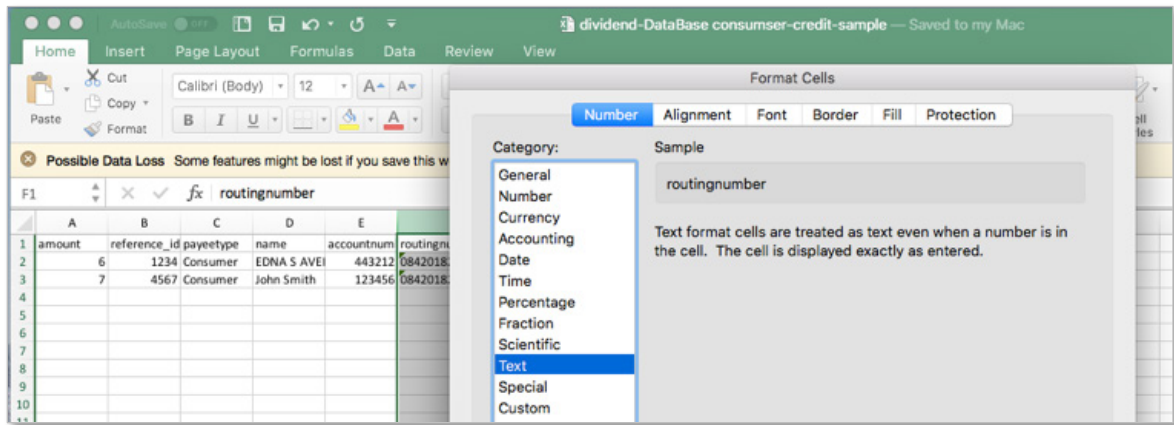 AutoSave OFF dividend-DataBase consumser-credit-sample — Saved to my Mac
Home Insert Page Layout Formulas Data Review View
Paste
Cut
Copy
Format
Calibri (Body) 12 A A
B I U A
Possible Data Loss Some features might be lost if you save this w
F1 fx routingnumber
A B C D E
1 amount reference_id payeetype name accountnum routingnu
2 6 1234 Consumer EDNA S AVE 443212 0842018
3 7 4567 Consumer John Smith 123456 0842018
4
5
6
7
8
9
10
Format Cells
Number Alignment Font Border Fill Protection
Category:
General
Number
Currency
Accounting
Date
Time
Percentage
Fraction
Scientific
Text
Special
Custom
Sample
routingnumber
Text format cells are treated as text even when a number is in
the cell. The cell is displayed exactly as entered.